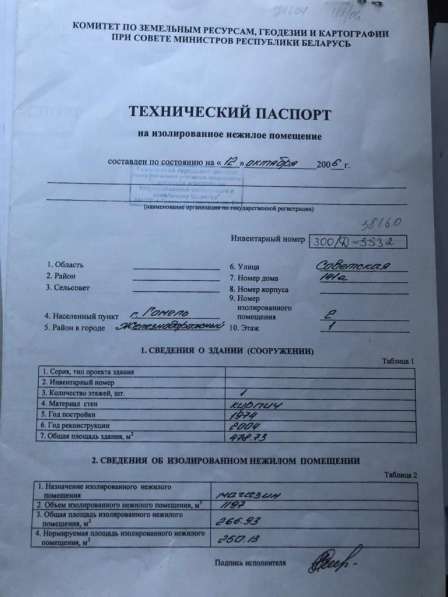 КОМИТЕТ ПО ЗЕМЕЛЬНЫМ РЕСУРСАМ, ГЕОДЕЗИИ И КАРТОГРАФИИ
ПРИ СОВЕТЕ МИНИСТРОВ РЕСПУБЛИКИ БЕЛАРУСЬ
ТЕХНИЧЕСКИЙ ПАСПОРТ
на изолированное нежилое помещение
составлен по состоянию на « 12 » октября 2006 г.
(наименование организации по государственной регистрации)
58160
Инвентарный номер 300/D-5532
1. Область
2. Район
3. Сельсовет
4. Населенный пункт г. Гомель
5. Район в городе Железнодорожный
6. Улица Советская
7. Номер дома 191а
8. Номер корпуса
9. Номер изолированного помещения 2
10. Этаж 1
1. СВЕДЕНИЯ О ЗДАНИИ (СООРУЖЕНИИ)
Таблица 1
1. Серия, тип проекта здания
2. Инвентарный номер
3. Количество этажей, шт. 1
4. Материал стен кирпич
5. Год постройки 1974
6. Год реконструкции 2004
7. Общая площадь здания, м²
2. СВЕДЕНИЯ ОБ ИЗОЛИРОВАННОМ НЕЖИЛОМ ПОМЕЩЕНИИ
Таблица 2
1. Назначение изолированного нежилого
помещения магазин
2. Объем изолированного нежилого помещения, м³ 1197
3. Общая площадь изолированного нежилого
помещения, м² 266.93
4. Нормируемая площадь изолированного нежилого
помещения, м² 250.13
Подпись исполнителя